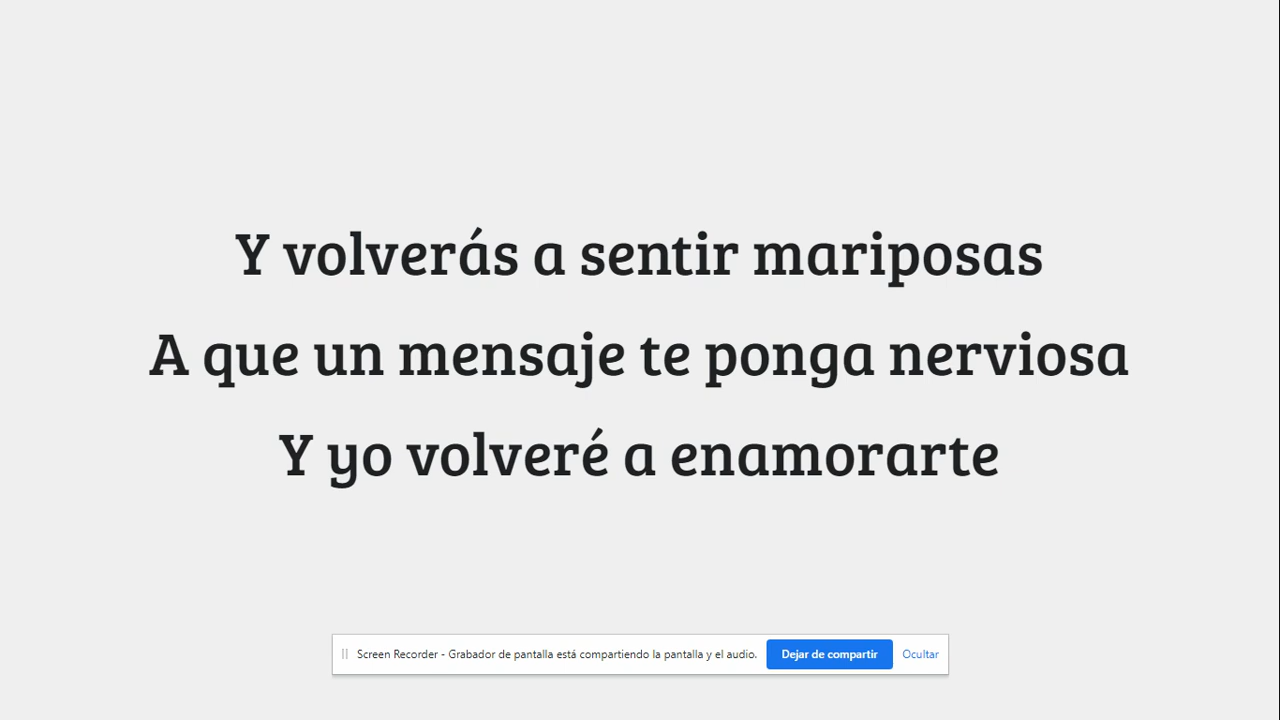 Y volverás a sentir mariposas
A que un mensaje te ponga nerviosa
Y yo volveré a enamorarte
Screen Recorder - Grabador de pantalla está compartiendo la pantalla y el audio. Dejar de compartir Ocultar